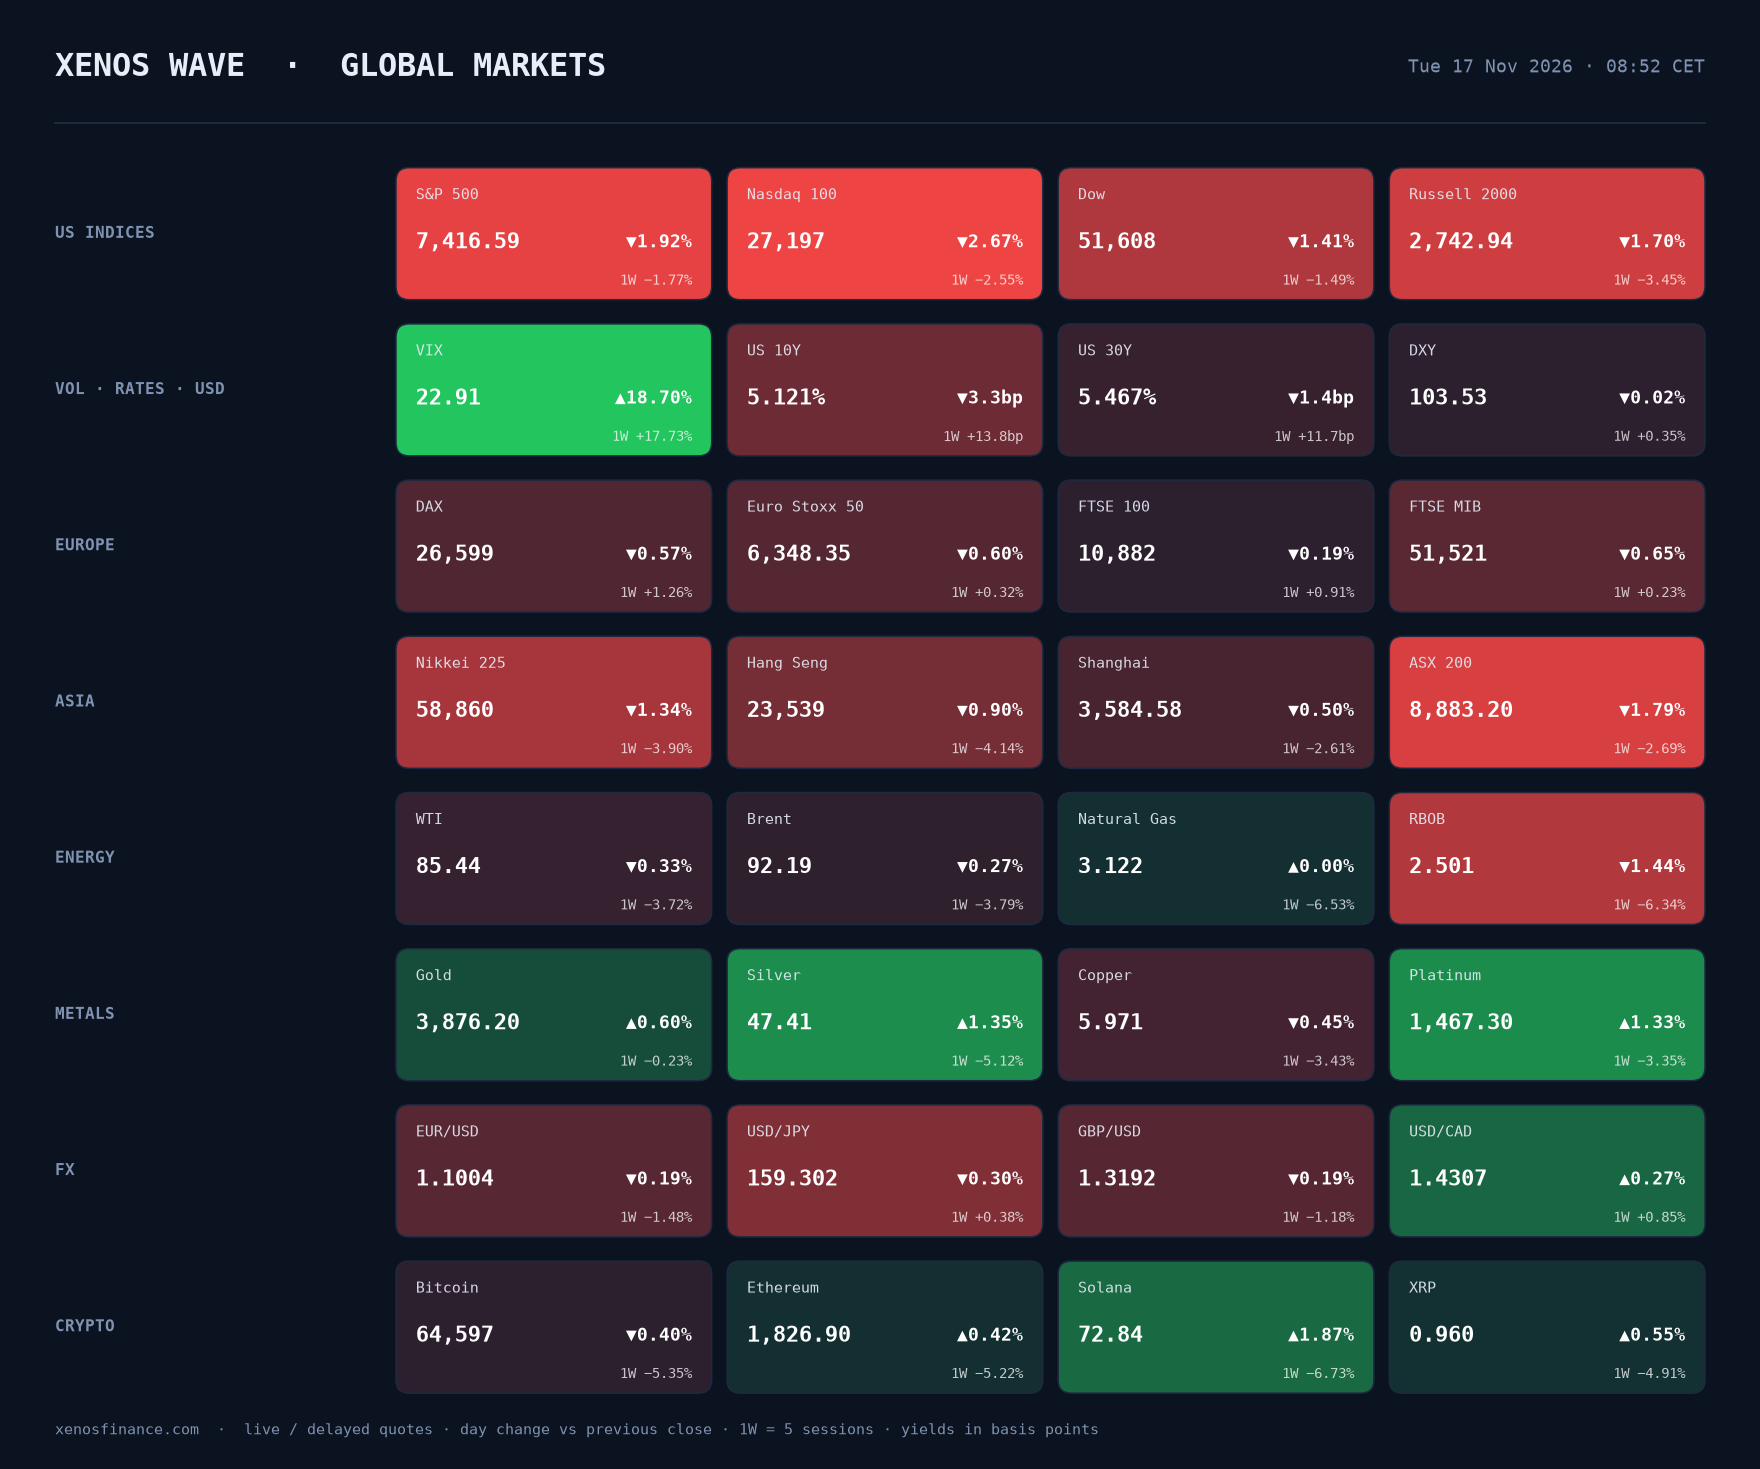 XENOS WAVE · GLOBAL MARKETS
Tue 17 Nov 2026 · 08:52 CET
US INDICES
S&P 500
7,416.59 ▼1.92%
1W −1.77%
Nasdaq 100
27,197 ▼2.67%
1W −2.55%
Dow
51,608 ▼1.41%
1W −1.49%
Russell 2000
2,742.94 ▼1.70%
1W −3.45%
VOL · RATES · USD
VIX
22.91 ▲18.70%
1W +17.73%
US 10Y
5.121% ▼3.3bp
1W +13.8bp
US 30Y
5.467% ▼1.4bp
1W +11.7bp
DXY
103.53 ▼0.02%
1W +0.35%
EUROPE
DAX
26,599 ▼0.57%
1W +1.26%
Euro Stoxx 50
6,348.35 ▼0.60%
1W +0.32%
FTSE 100
10,882 ▼0.19%
1W +0.91%
FTSE MIB
51,521 ▼0.65%
1W +0.23%
ASIA
Nikkei 225
58,860 ▼1.34%
1W −3.90%
Hang Seng
23,539 ▼0.90%
1W −4.14%
Shanghai
3,584.58 ▼0.50%
1W −2.61%
ASX 200
8,883.20 ▼1.79%
1W −2.69%
ENERGY
WTI
85.44 ▼0.33%
1W −3.72%
Brent
92.19 ▼0.27%
1W −3.79%
Natural Gas
3.122 ▲0.00%
1W −6.53%
RBOB
2.501 ▼1.44%
1W −6.34%
METALS
Gold
3,876.20 ▲0.60%
1W −0.23%
Silver
47.41 ▲1.35%
1W −5.12%
Copper
5.971 ▼0.45%
1W −3.43%
Platinum
1,467.30 ▲1.33%
1W −3.35%
FX
EUR/USD
1.1004 ▼0.19%
1W −1.48%
USD/JPY
159.302 ▼0.30%
1W +0.38%
GBP/USD
1.3192 ▼0.19%
1W −1.18%
USD/CAD
1.4307 ▲0.27%
1W +0.85%
CRYPTO
Bitcoin
64,597 ▼0.40%
1W −5.35%
Ethereum
1,826.90 ▲0.42%
1W −5.22%
Solana
72.84 ▲1.87%
1W −6.73%
XRP
0.960 ▲0.55%
1W −4.91%
xenosfinance.com · live / delayed quotes · day change vs previous close · 1W = 5 sessions · yields in basis points